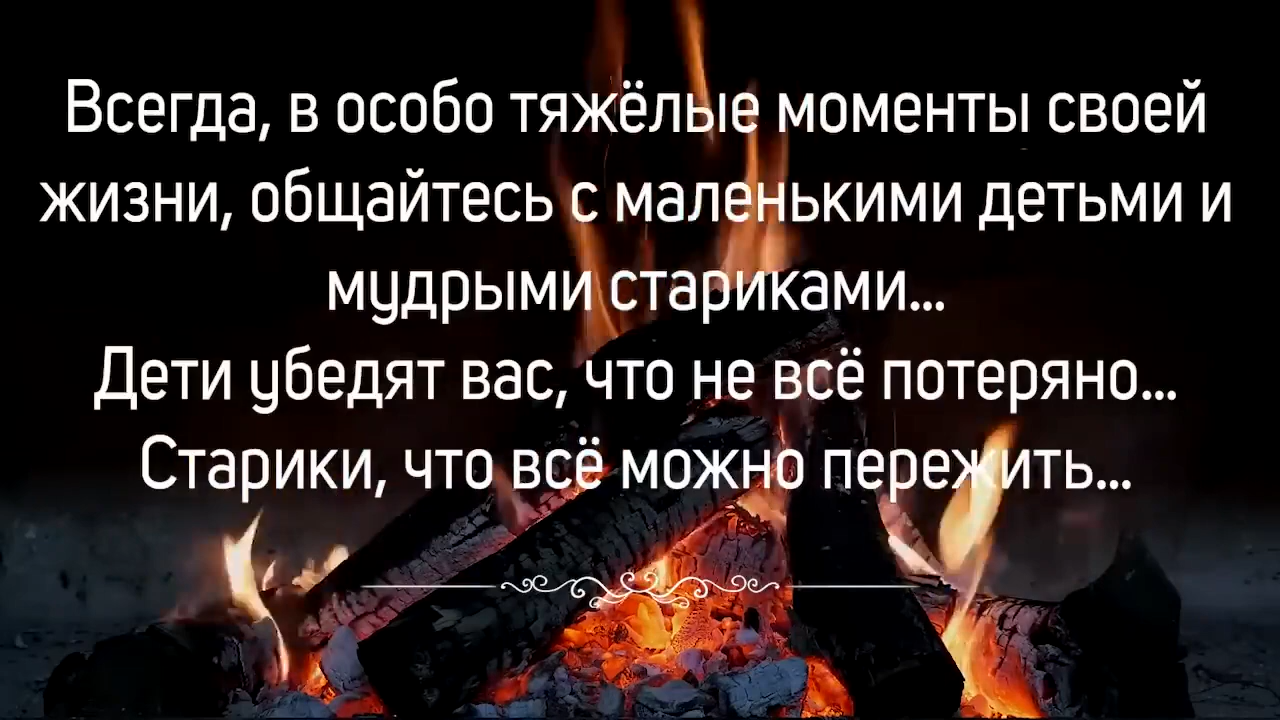 Всегда, в особо тяжёлые моменты своей
жизни, общайтесь с маленькими детьми и
мудрыми стариками...
Дети убедят вас, что не всё потеряно...
Старики, что всё можно пережить...